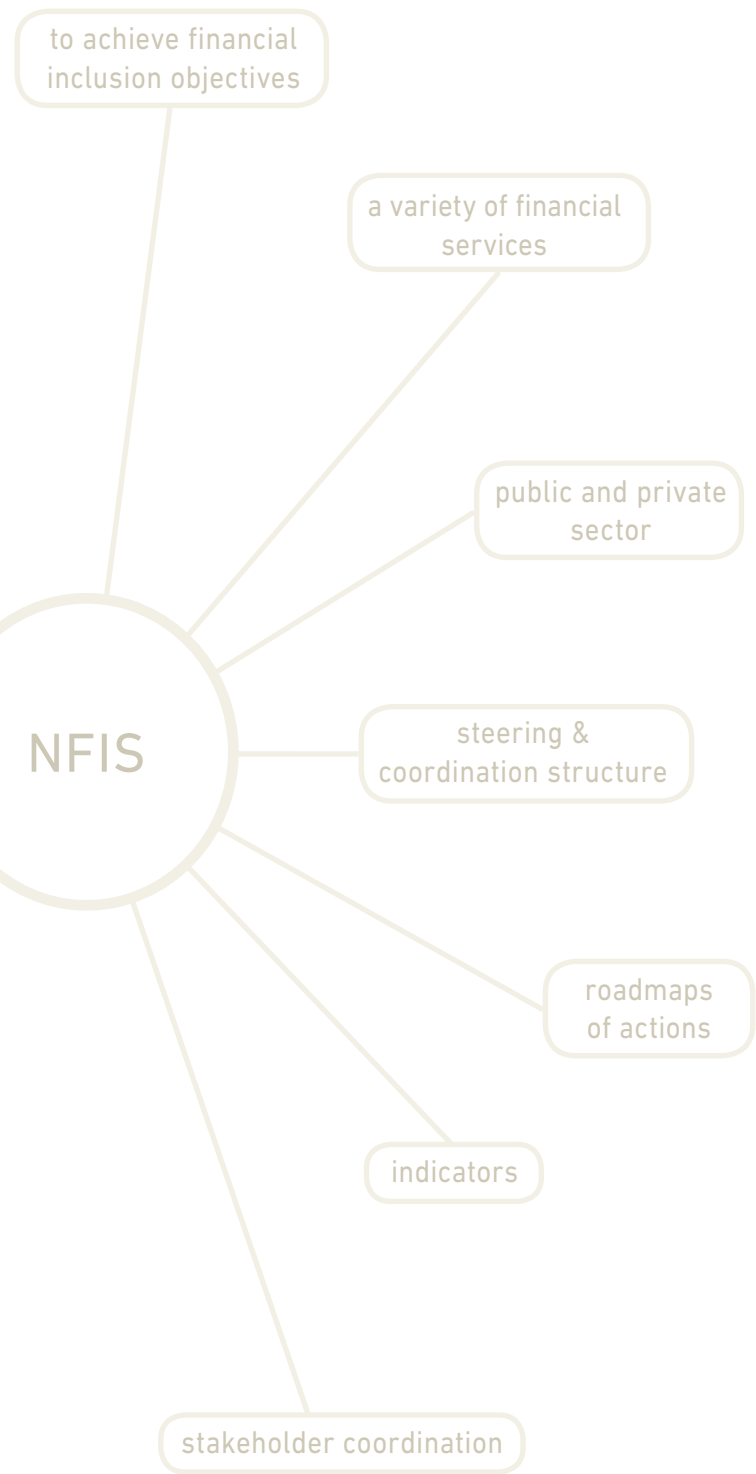 to achieve financial
inclusion objectives
a variety of financial
services
public and private
sector
NFIS
steering &
coordination structure
roadmaps
of actions
indicators
stakeholder coordination